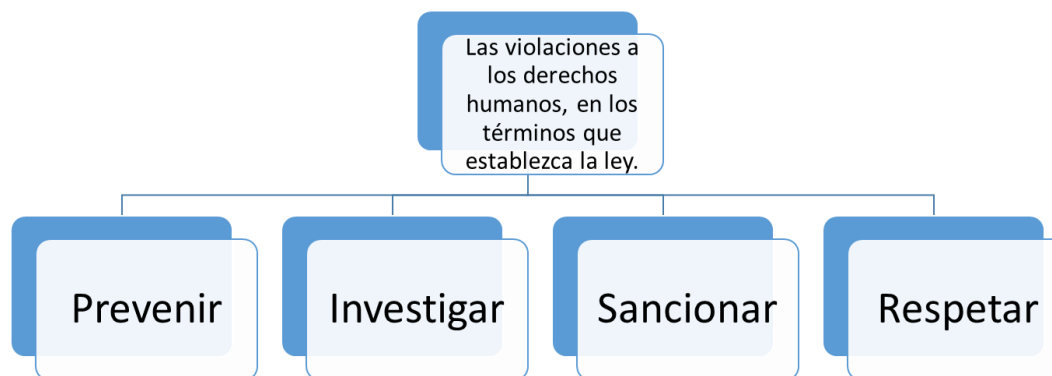 Las violaciones a
los derechos
humanos, en los
términos que
establezca la ley.
Prevenir
Investigar
Sancionar
Respetar